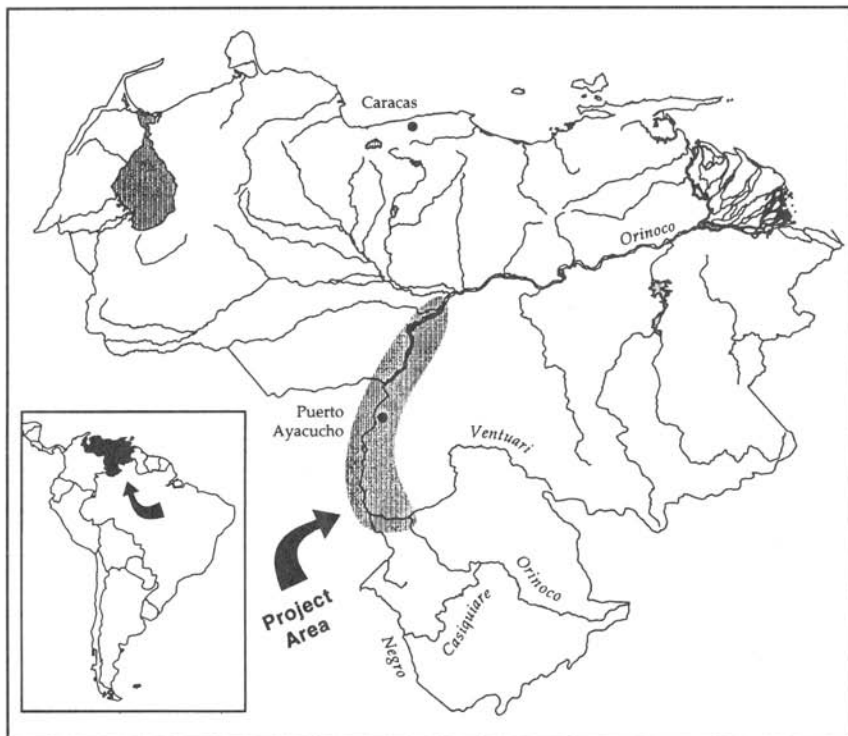 Caracas
Orinoco
Puerto
Ayacucho
Ventuari
Project
Area
Orinoco
Casiquiare
Negro